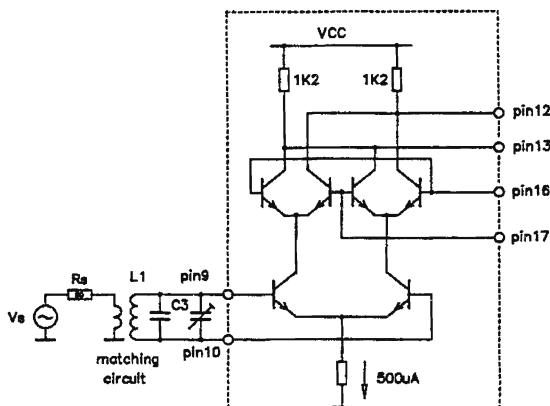 VCC
1K2
1K2
pin12
pin13
pin16
pin17
L1
pin9
Rs
C3
Vs
pin10
matching
circuit
500uA